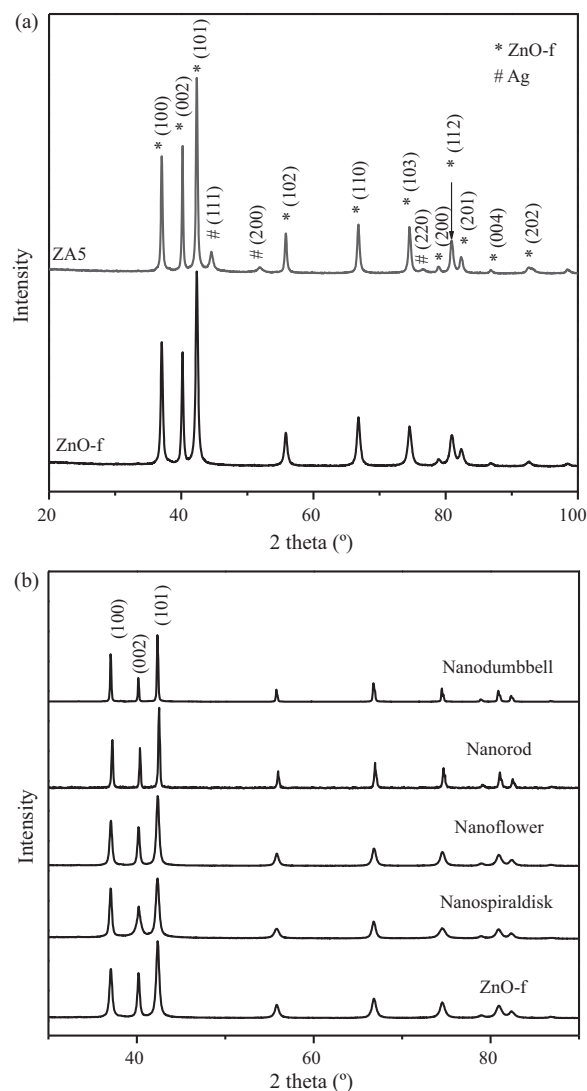 (a)
* (100)
* (002)
* (101)
# (111)
# (200)
* (102)
* (110)
* (103)
# (220)
* (200)
* (112)
* (201)
* (004)
* (202)
* ZnO-f
# Ag
ZA5
ZnO-f
Intensity
20 40 60 80 100
2 theta (º)
(b)
(100)
(002)
(101)
Nanodumbbell
Nanorod
Nanoflower
Nanospiraldisk
ZnO-f
Intensity
40 60 80
2 theta (º)